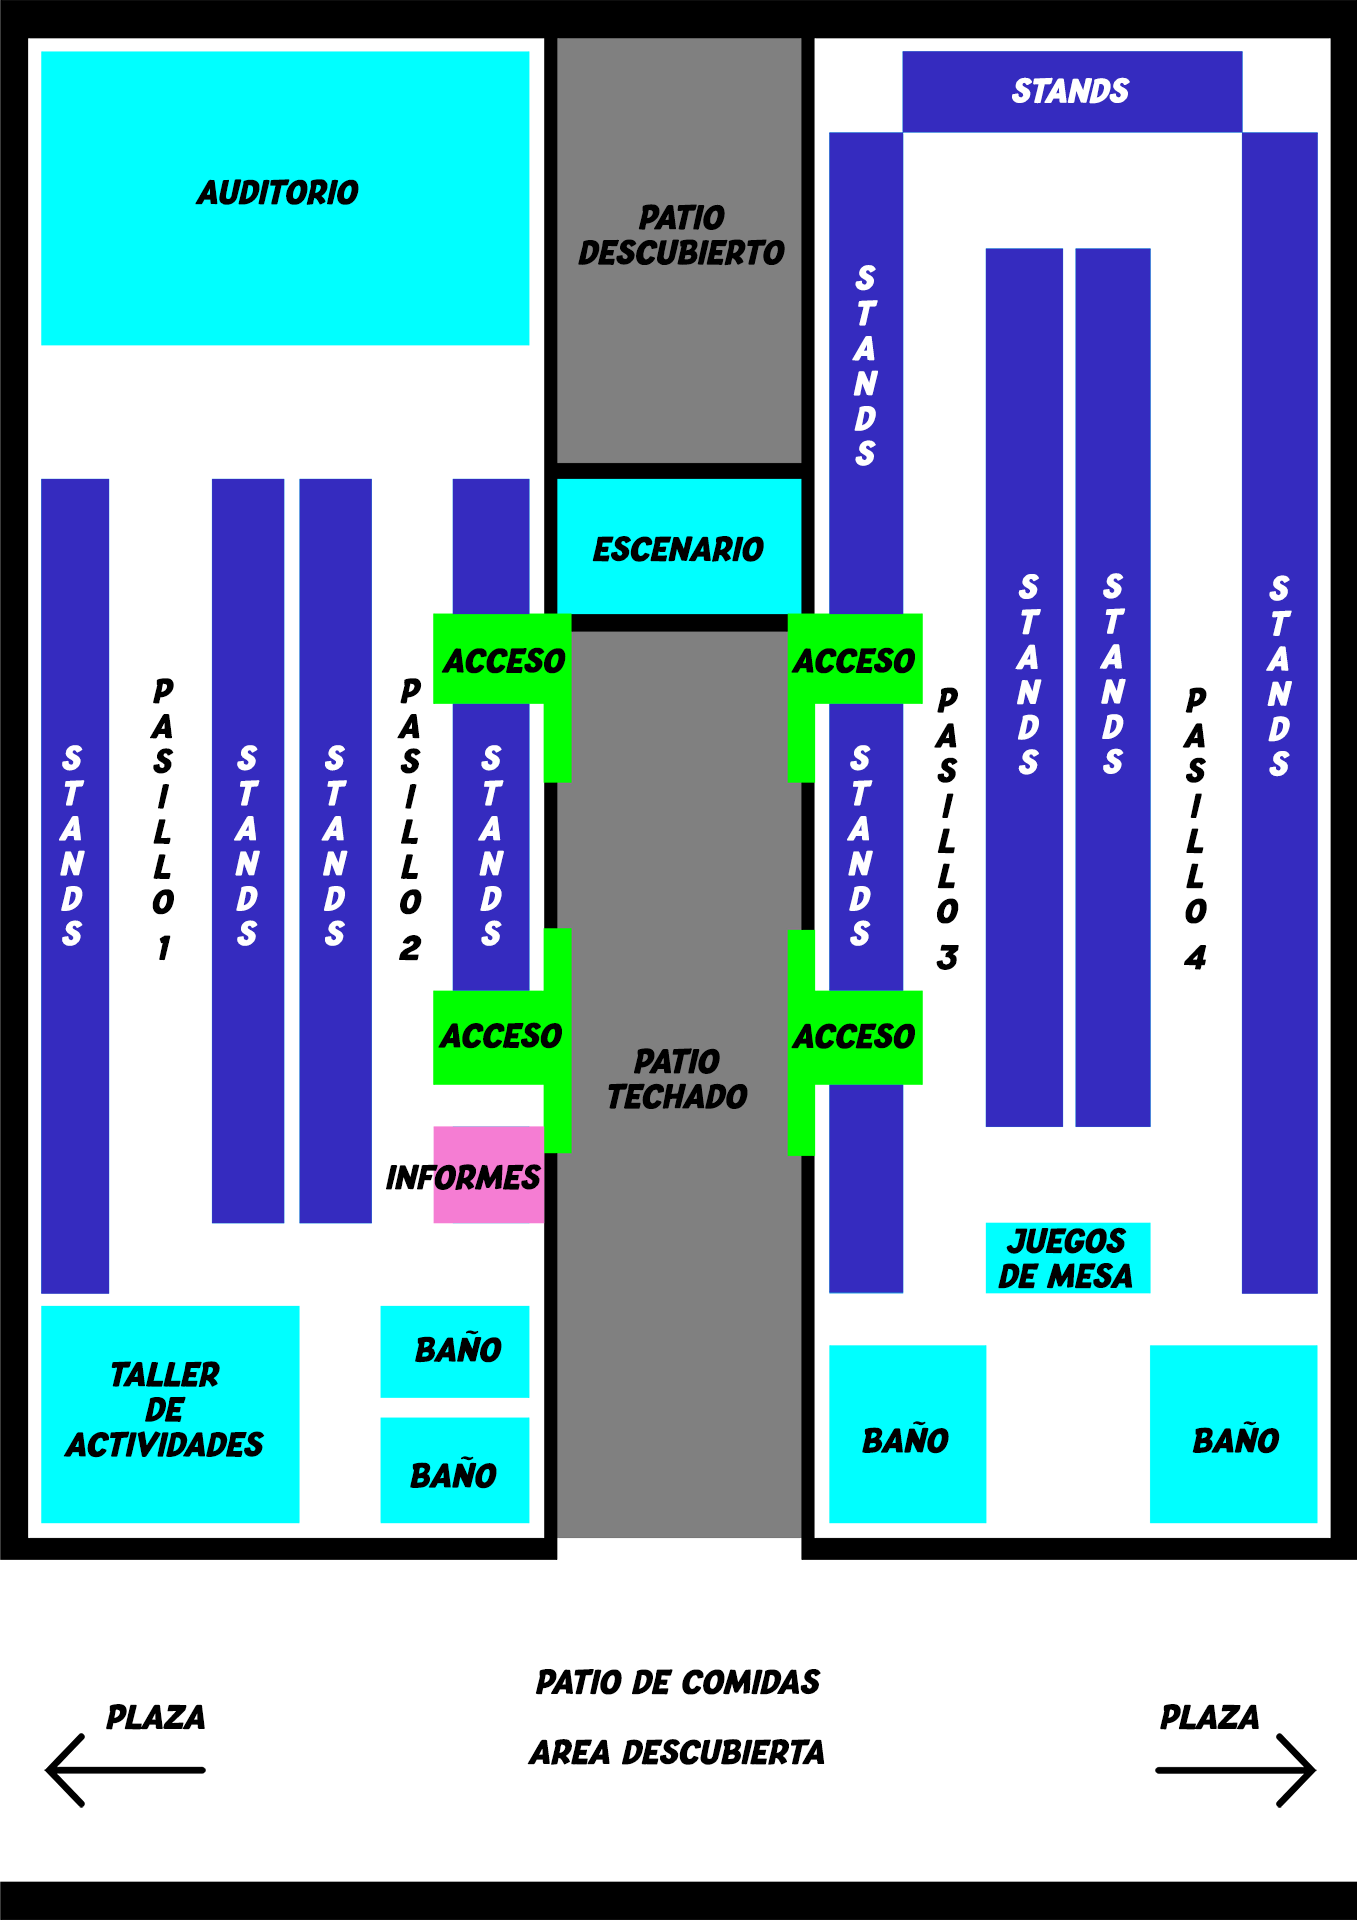 STANDS
AUDITORIO
PATIO
DESCUBIERTO
STANDS
ESCENARIO
STANDS
STANDS
STANDS
ACCESO
ACCESO
PASILLO 1
PASILLO 2
PASILLO 3
PASILLO 4
STANDS
STANDS
STANDS
STANDS
STANDS
ACCESO
ACCESO
PATIO
TECHADO
INFORMES
JUEGOS
DE MESA
BAÑO
TALLER
DE
ACTIVIDADES
BAÑO
BAÑO
BAÑO
PATIO DE COMIDAS
PLAZA
PLAZA
AREA DESCUBIERTA